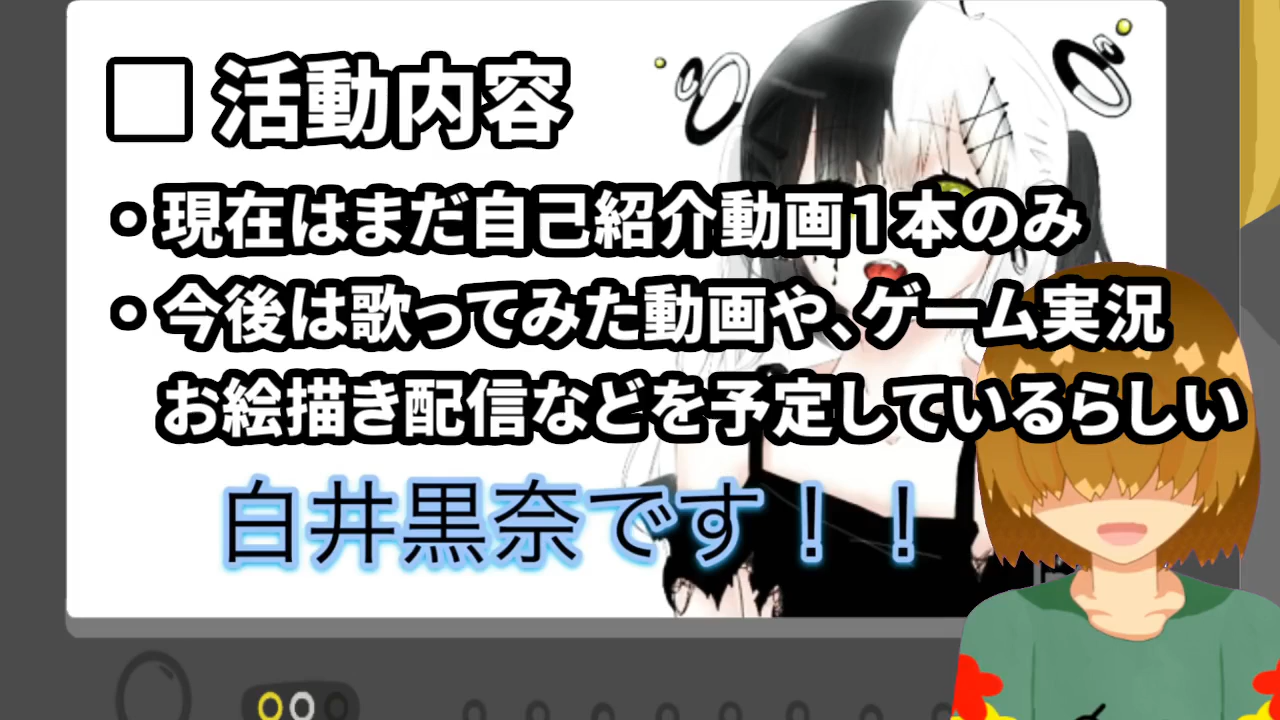 ■ 活動内容
・現在はまだ自己紹介動画1本のみ
・今後は歌ってみた動画や、ゲーム実況
お絵描き配信などを予定しているらしい
白井黒奈です！！